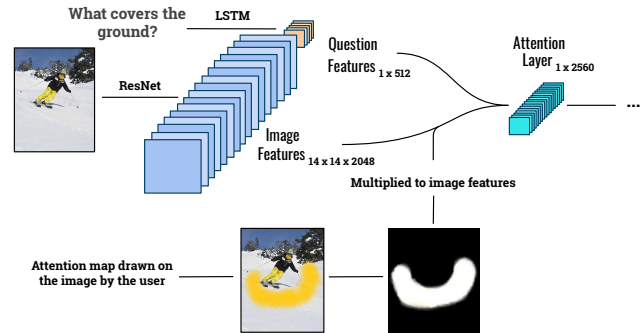 What covers the
ground?
LSTM
ResNet
Question
Features 1 x 512
Image
Features 14 x 14 x 2048
Attention
Layer 1 x 2560
...
Multiplied to image features
Attention map drawn on
the image by the user